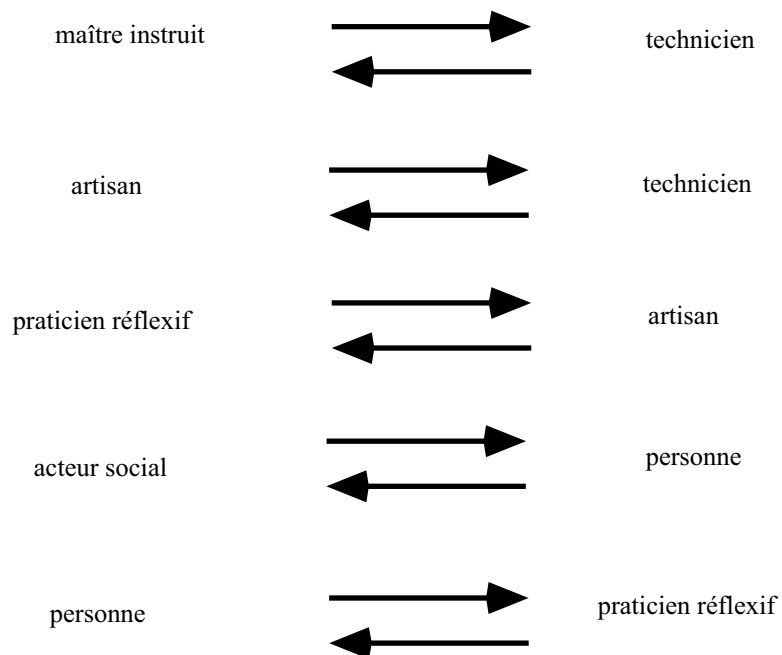 maître instruit
technicien
artisan
technicien
praticien réflexif
artisan
acteur social
personne
personne
praticien réflexif